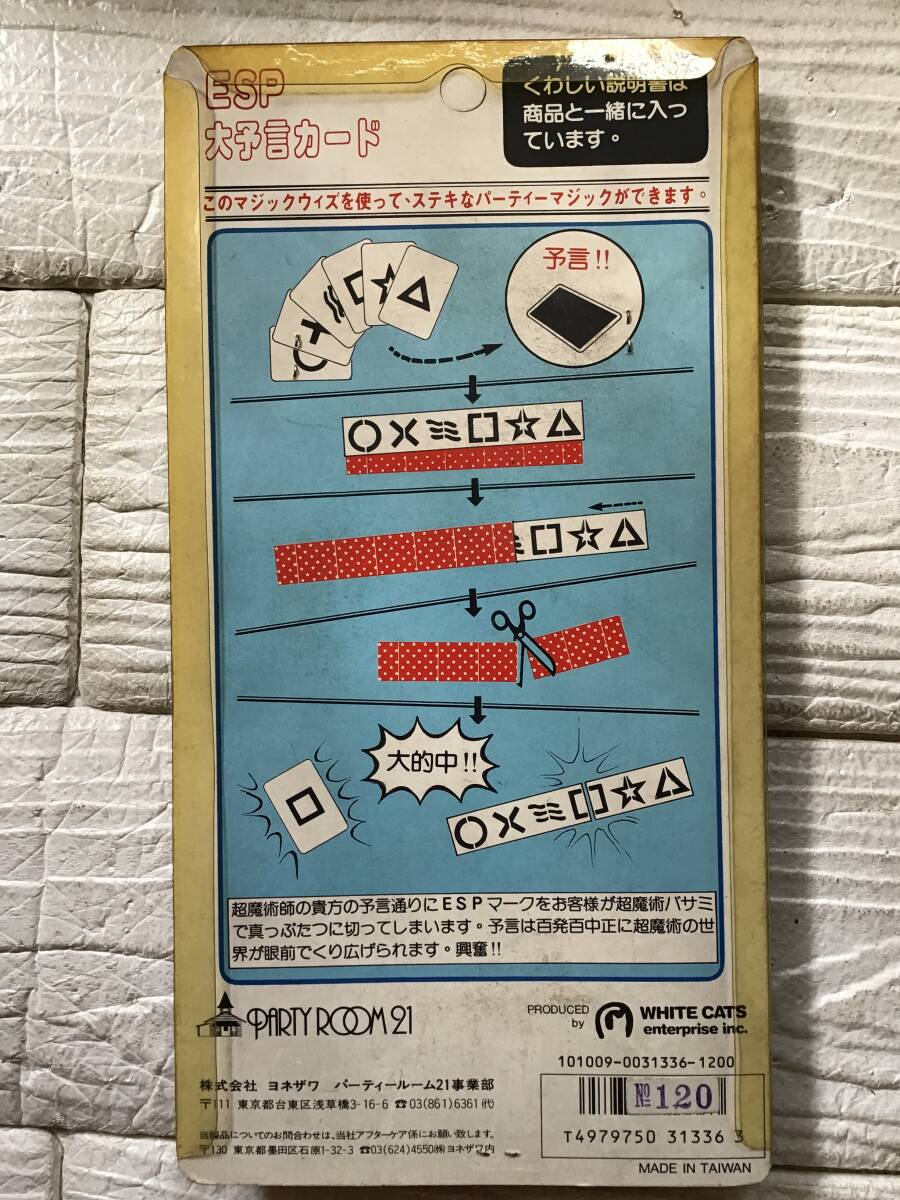 ESP
大予言カード
くわしい説明書は
商品と一緒に入っ
ています。
このマジックウィズを使って、ステキなパーティーマジックができます。
予言!!
大的中!!
超魔術師の貴方の予言通りにESPマークをお客様が超魔術バサミ
で真っぷたつに切ってしまいます。予言は百発百中正に超魔術の世
界が眼前でくり広げられます。興奮!!
PARTY ROOM 21
PRODUCED
by
WHITE CATS
enterprise inc.
101009-0031336-1200
株式会社 ヨネザワ パーティールーム21事業部
〒111 東京都台東区浅草橋3-16-6 ☎03(861)6361㈹
当製品についてのお問合わせは、当社アフターケア係にお願い致します。
〒130 東京都墨田区石原1-32-3 ☎03(624)4550㈱ヨネザワ内
№120
T4979750 31336 3
MADE IN TAIWAN